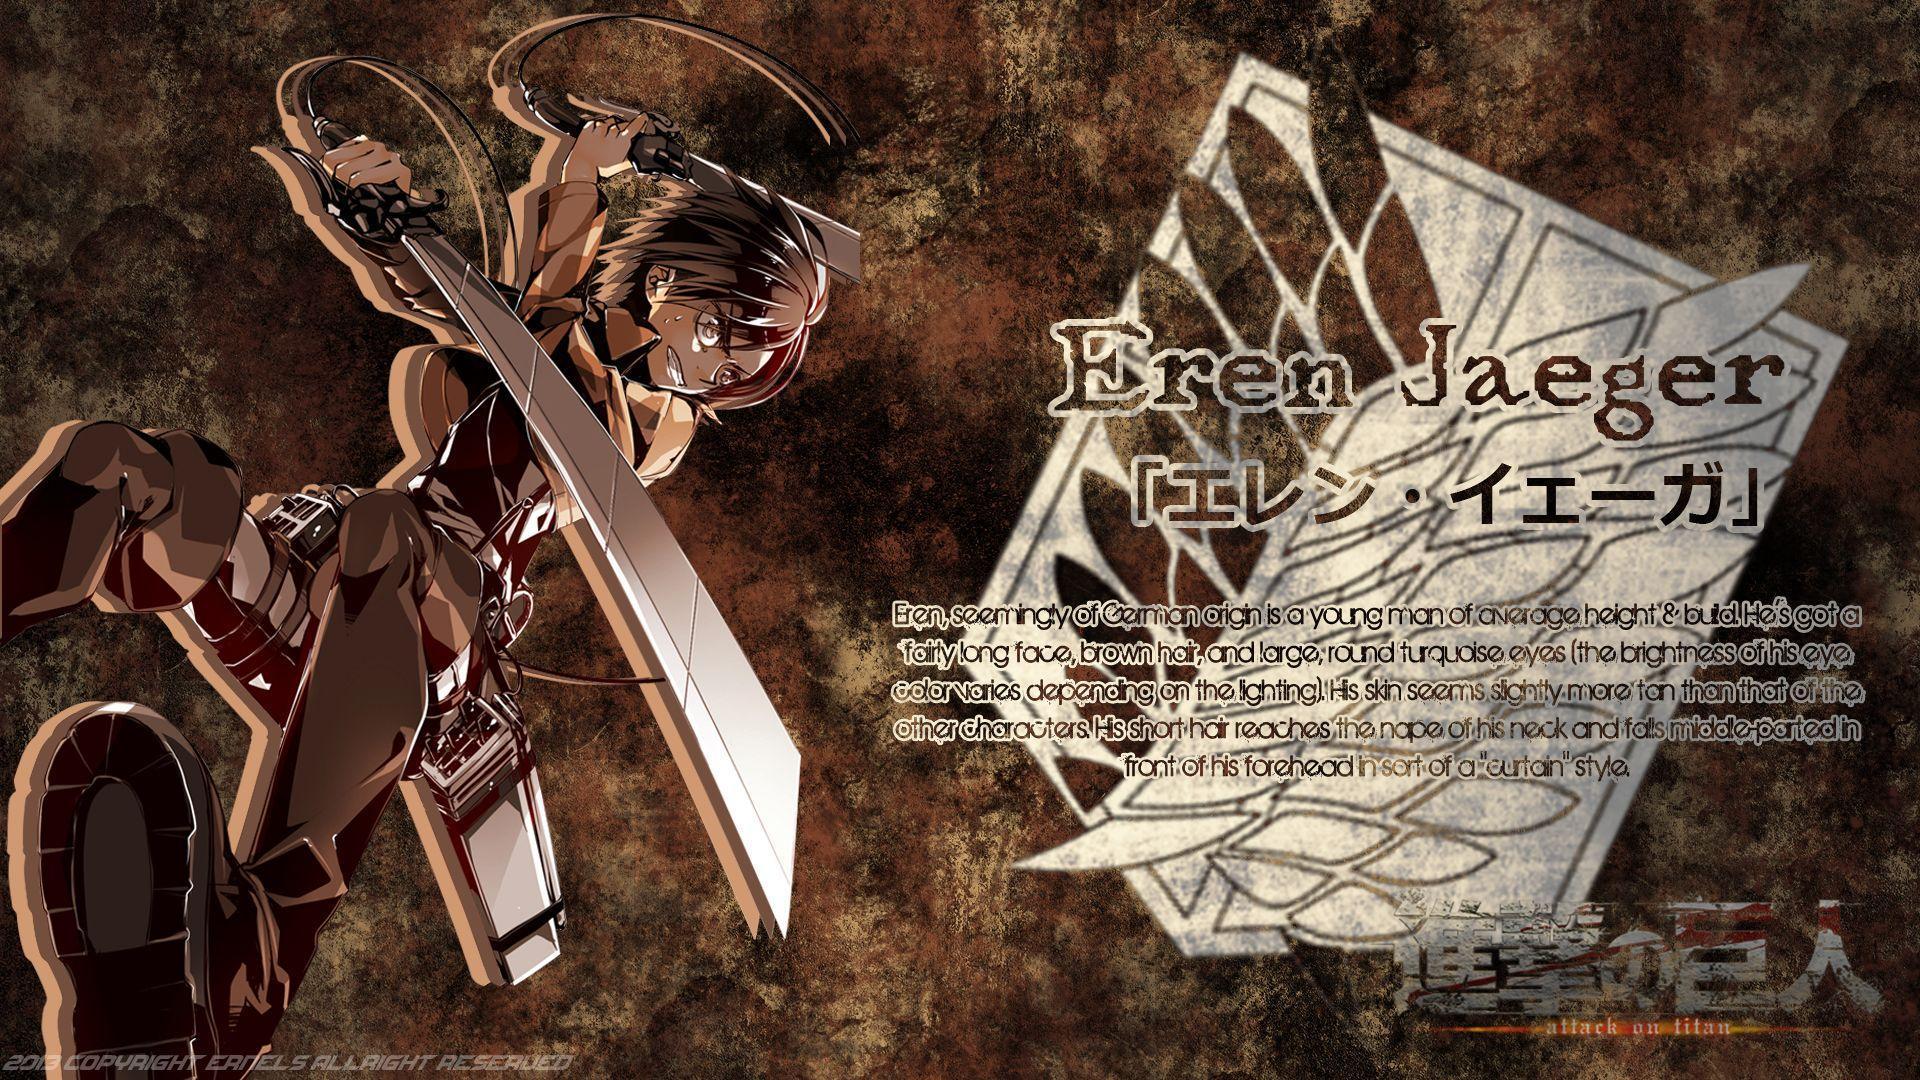 Eren Jaeger
「エレン・イェーガ」
Eren, seemingly of German origin is a young man of average height & build. He's got a
fairly long face, brown hair, and large, round turquoise eyes (the brightness of his eye
color varies depending on the lighting). His skin seems slightly more tan than that of the
other characters. His short hair reaches the nape of his neck and falls middle-parted in
front of his forehead in sort of a "curtain" style.
進撃の巨人
attack on titan
2013 COPYRIGHT ERNELS ALLRIGHT RESERVED